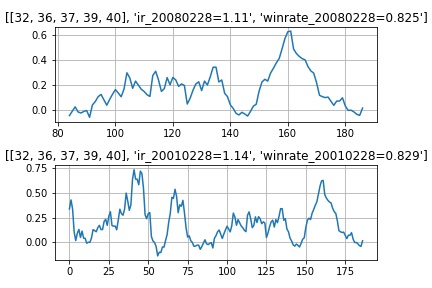 [[32, 36, 37, 39, 40], 'ir_20080228=1.11', 'winrate_20080228=0.825']
0.6
0.4
0.2
0.0
80 100 120 140 160 180
[[32, 36, 37, 39, 40], 'ir_20010228=1.14', 'winrate_20010228=0.829']
0.75
0.50
0.25
0.00
0 25 50 75 100 125 150 175